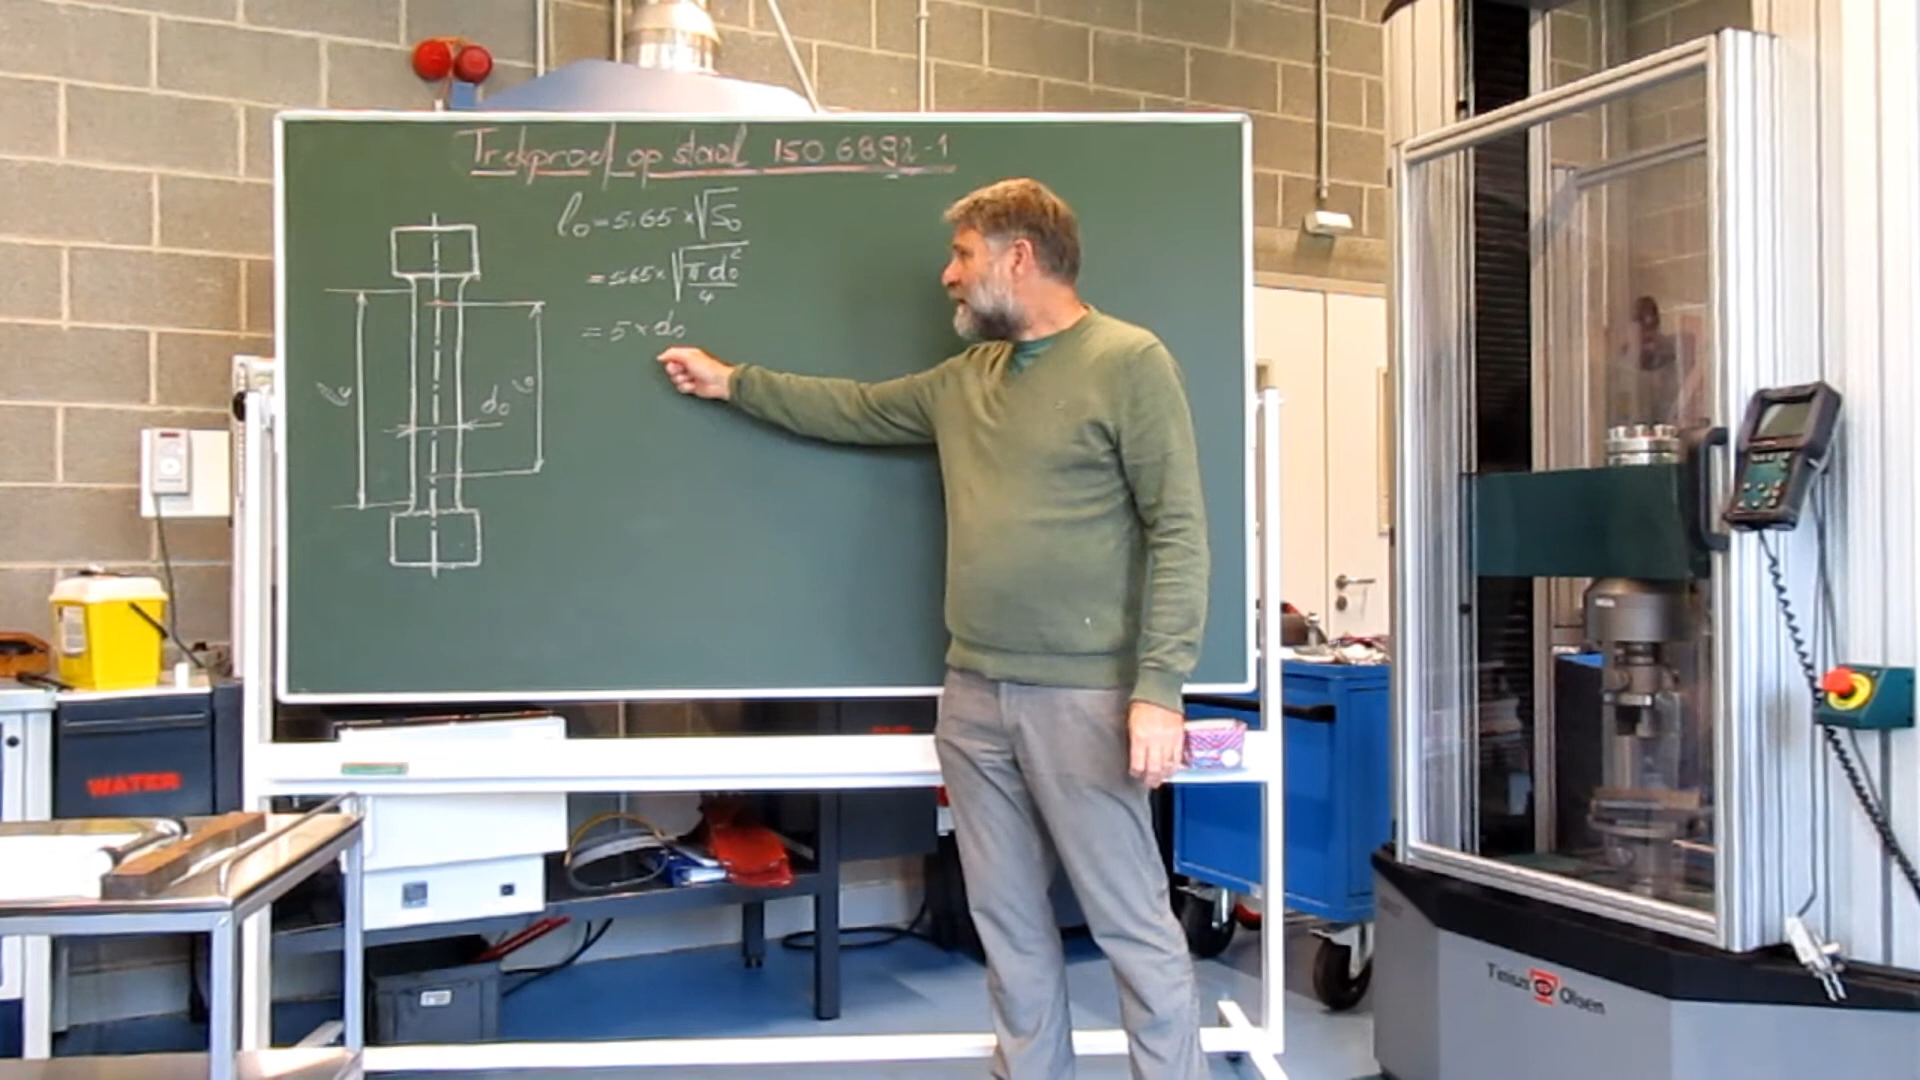 Trekproef op staal ISO 6892-1
l₀ = 5.65 × √S₀
= 5.65 × √(π d₀² / 4)
= 5 × d₀
d₀
WATER
Tinius Olsen